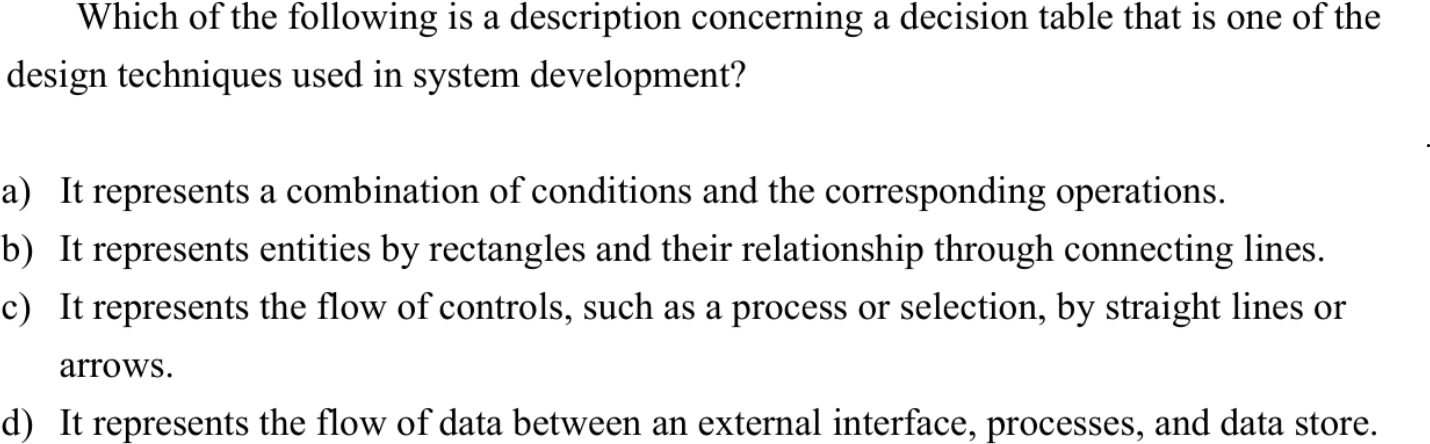 Which of the following is a description concerning a decision table that is one of the
design techniques used in system development?
a) It represents a combination of conditions and the corresponding operations.
b) It represents entities by rectangles and their relationship through connecting lines.
c) It represents the flow of controls, such as a process or selection, by straight lines or
arrows.
d) It represents the flow of data between an external interface, processes, and data store.